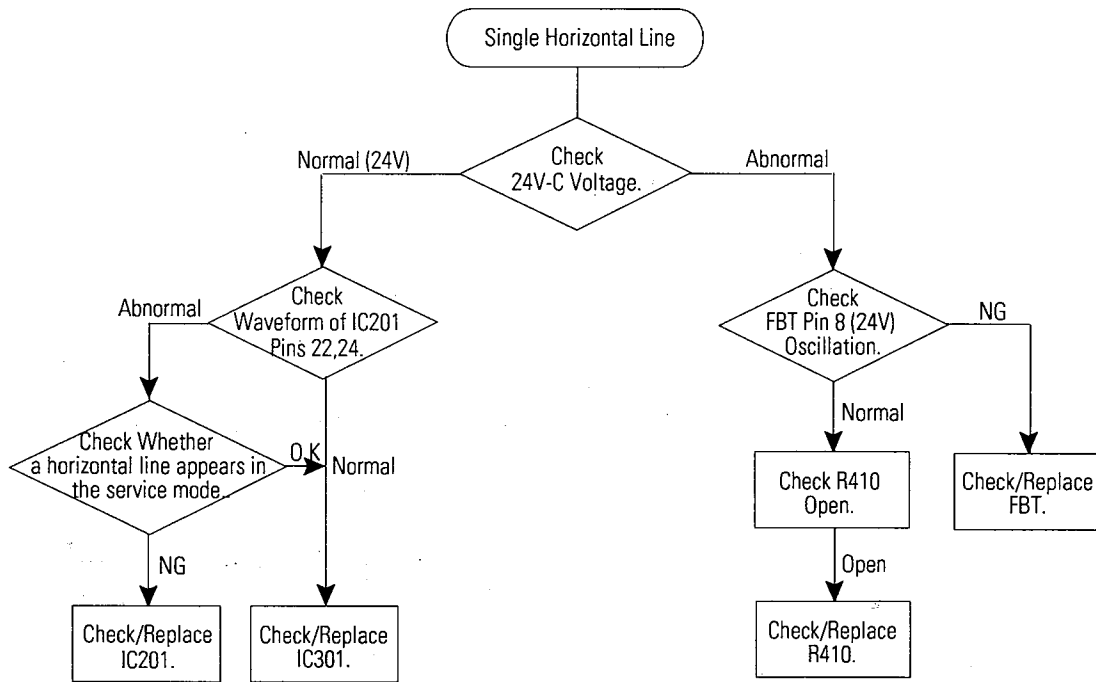 Single Horizontal Line
Check
24V-C Voltage.
Normal (24V)
Abnormal
Check
Waveform of IC201
Pins 22,24.
Abnormal
Check Whether
a horizontal line appears in
the service mode..
O.K
Normal
NG
Check/Replace
IC201.
Check/Replace
IC301.
Check
FBT Pin 8 (24V)
Oscillation.
NG
Normal
Check R410
Open.
Check/Replace
FBT.
Open
Check/Replace
R410.